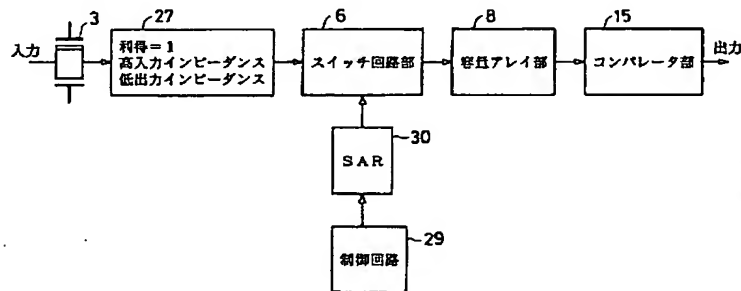 3
27
6
8
15
入力
利得=1
高入力インピーダンス
低出力インピーダンス
スイッチ回路部
容量アレイ部
コンパレータ部
出力
30
SAR
29
制御回路